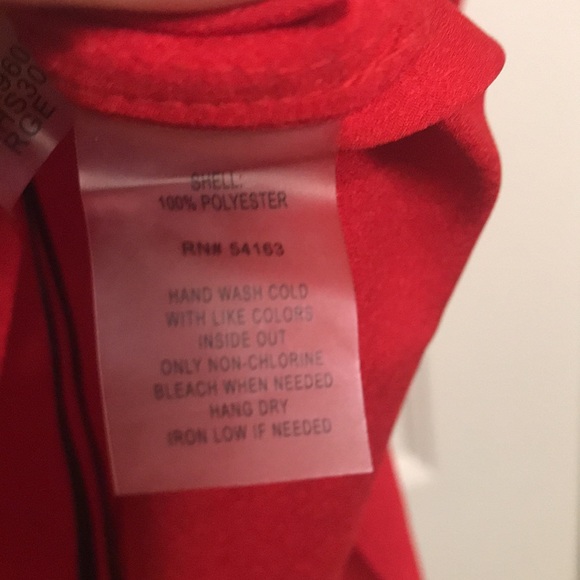 SHELL:
100% POLYESTER
RN# 54163
HAND WASH COLD
WITH LIKE COLORS
INSIDE OUT
ONLY NON-CHLORINE
BLEACH WHEN NEEDED
HANG DRY
IRON LOW IF NEEDED